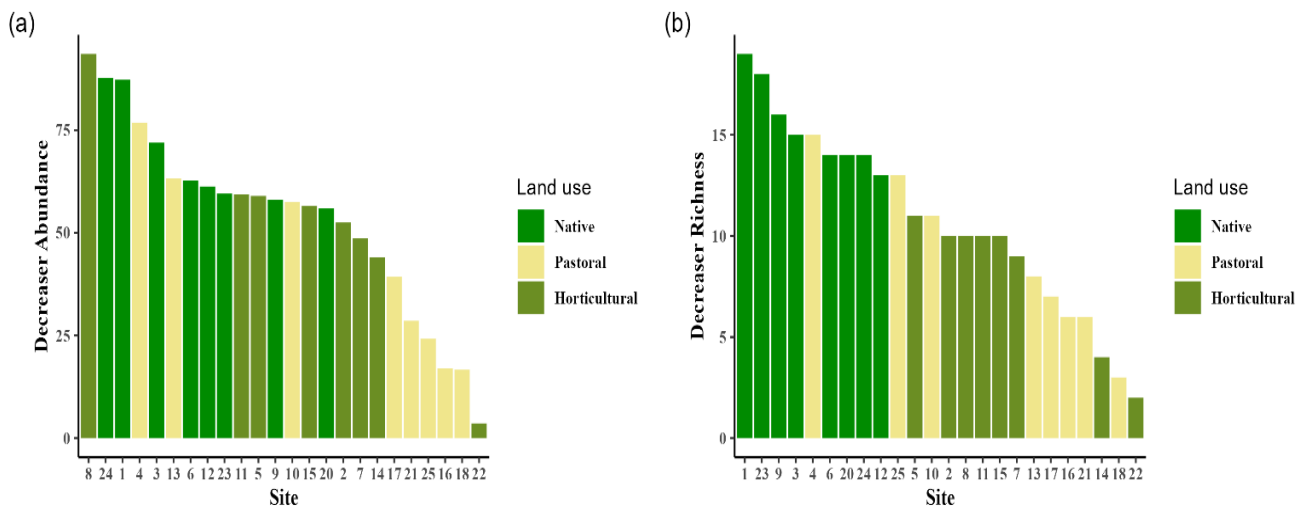 (a)
75
50
25
0
Decreaser Abundance
8 24 1 4 3 13 6 12 23 11 5 9 10 15 20 2 7 14 17 21 25 16 18 22
Site
Land use
Native
Pastoral
Horticultural
(b)
15
10
5
0
Decreaser Richness
1 23 9 3 4 6 20 24 12 25 5 10 2 8 11 15 7 13 17 16 21 14 18 22
Site
Land use
Native
Pastoral
Horticultural